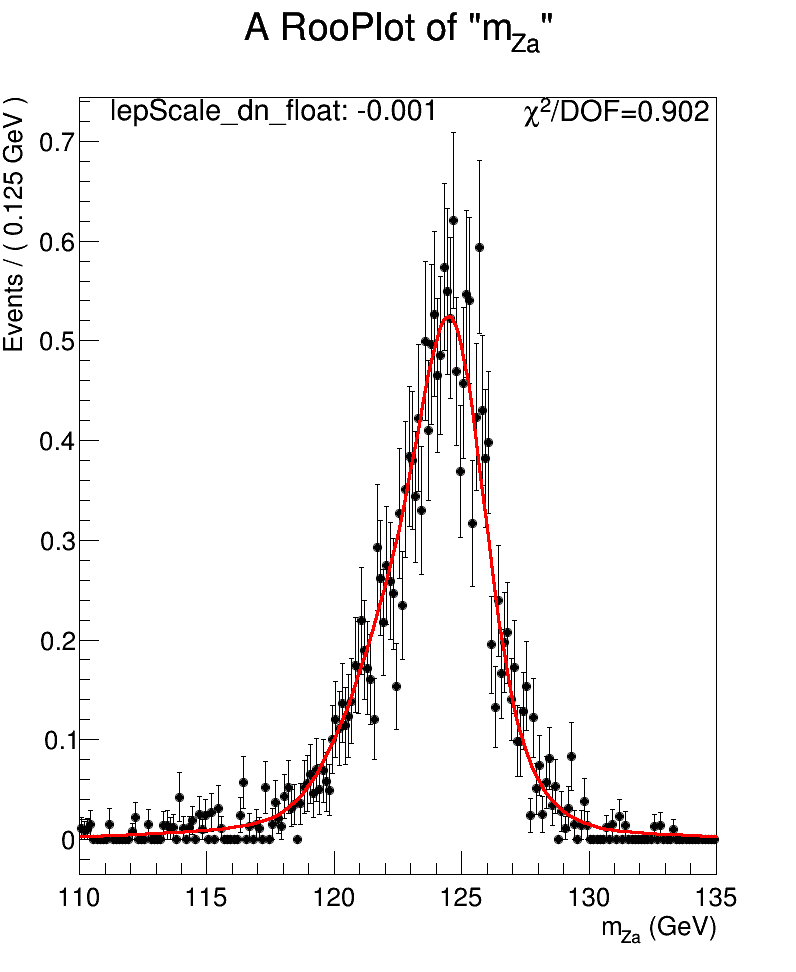 A RooPlot of "mZa"
lepScale_dn_float: -0.001
χ²/DOF=0.902
Events / ( 0.125 GeV )
0.7
0.6
0.5
0.4
0.3
0.2
0.1
0
110 115 120 125 130 135
mZa (GeV)